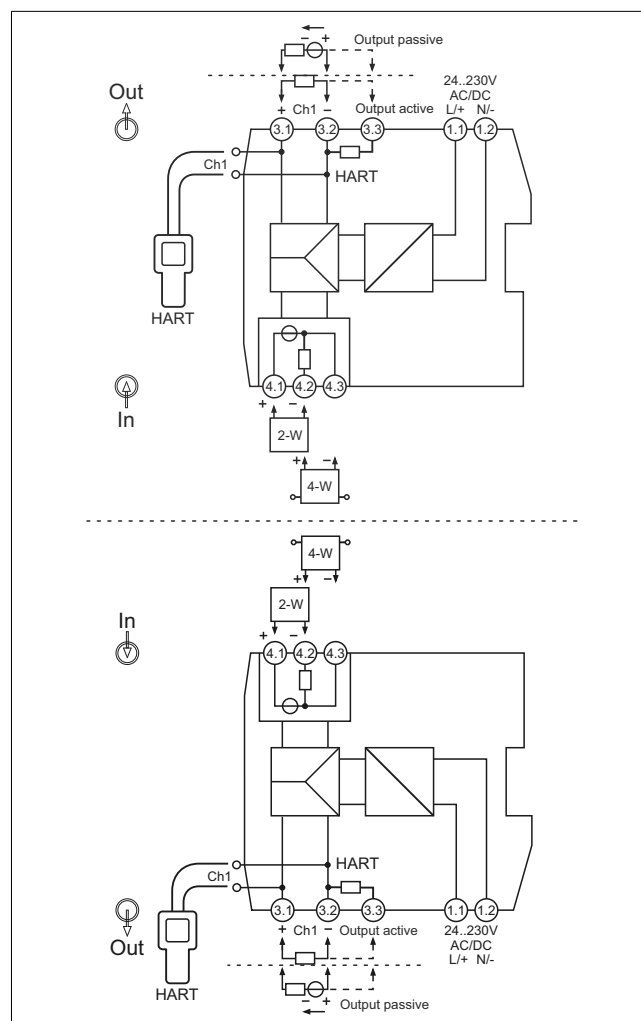 − + Output passive
24..230V
Out AC/DC
+ Ch1 − Output active L/+ N/-
3.1 3.2 3.3 1.1 1.2
Ch1
HART
HART
4.1 4.2 4.3
In
+ −
2-W
+ −
4-W
4-W
+ −
2-W
In
+ −
4.1 4.2 4.3
HART
Ch1
3.1 3.2 3.3 1.1 1.2
+ Ch1 − Output active 24..230V
Out AC/DC
L/+ N/-
HART
− + Output passive